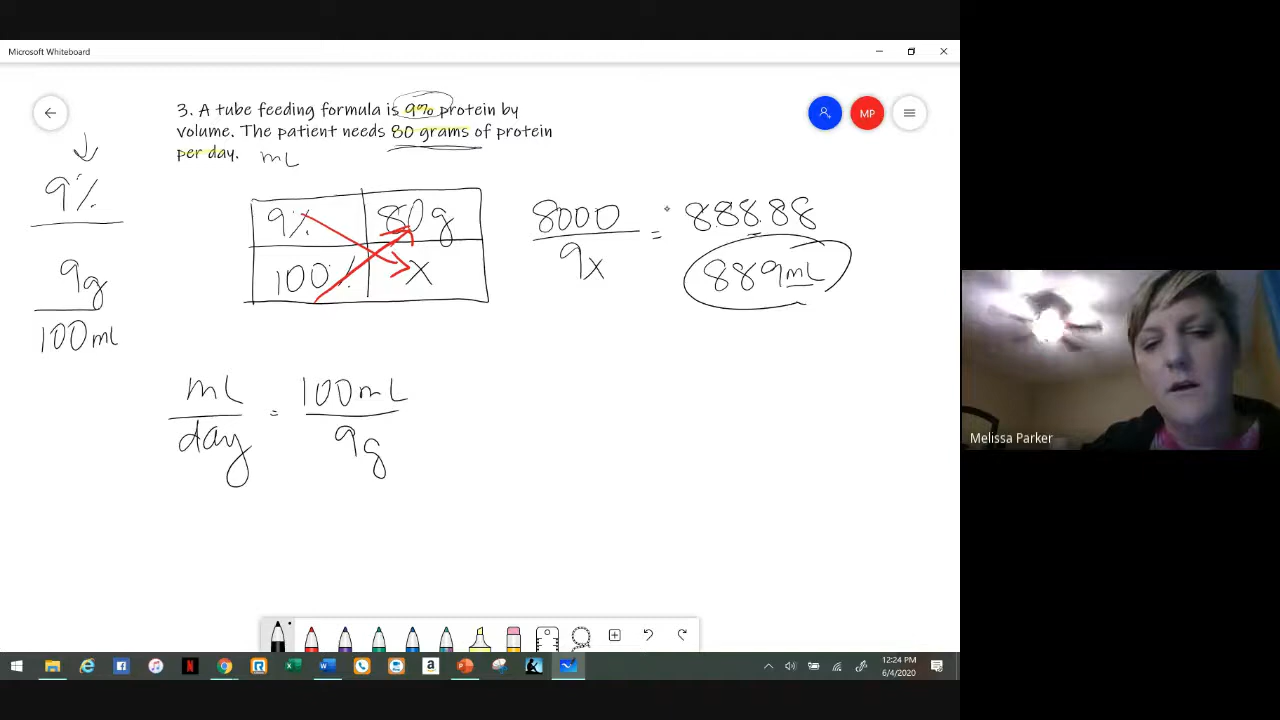 Microsoft Whiteboard
3. A tube feeding formula is 9% protein by
volume. The patient needs 80 grams of protein
per day. mL
MP
9%
9g
100mL
9% 80g
100% X
8000
9x
= 888.88
889mL
mL = 100mL
day 9g
Melissa Parker
12:24 PM
6/4/2020